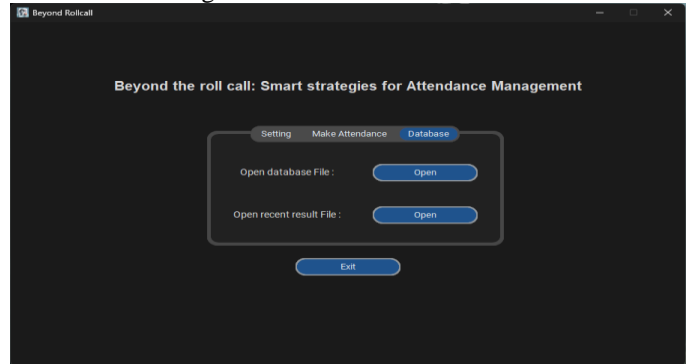 Beyond Rollcall
Beyond the roll call: Smart strategies for Attendance Management
Setting Make Attendance Database
Open database File : Open
Open recent result File : Open
Exit